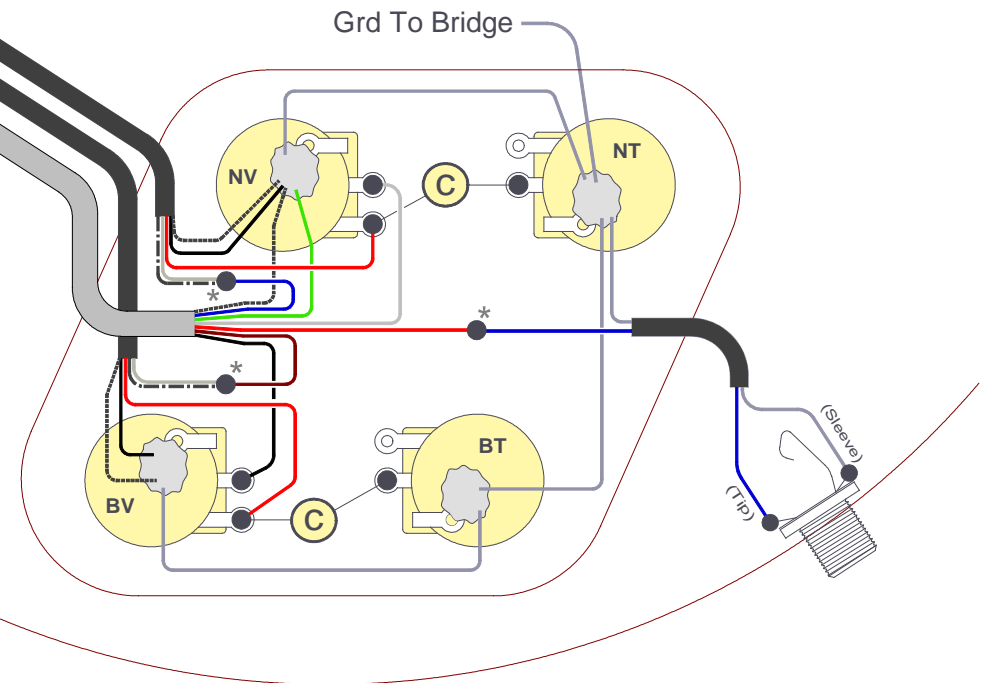 Grd To Bridge
NV
C
NT
*
*
*
BV
C
BT
(Sleeve)
(Tip)